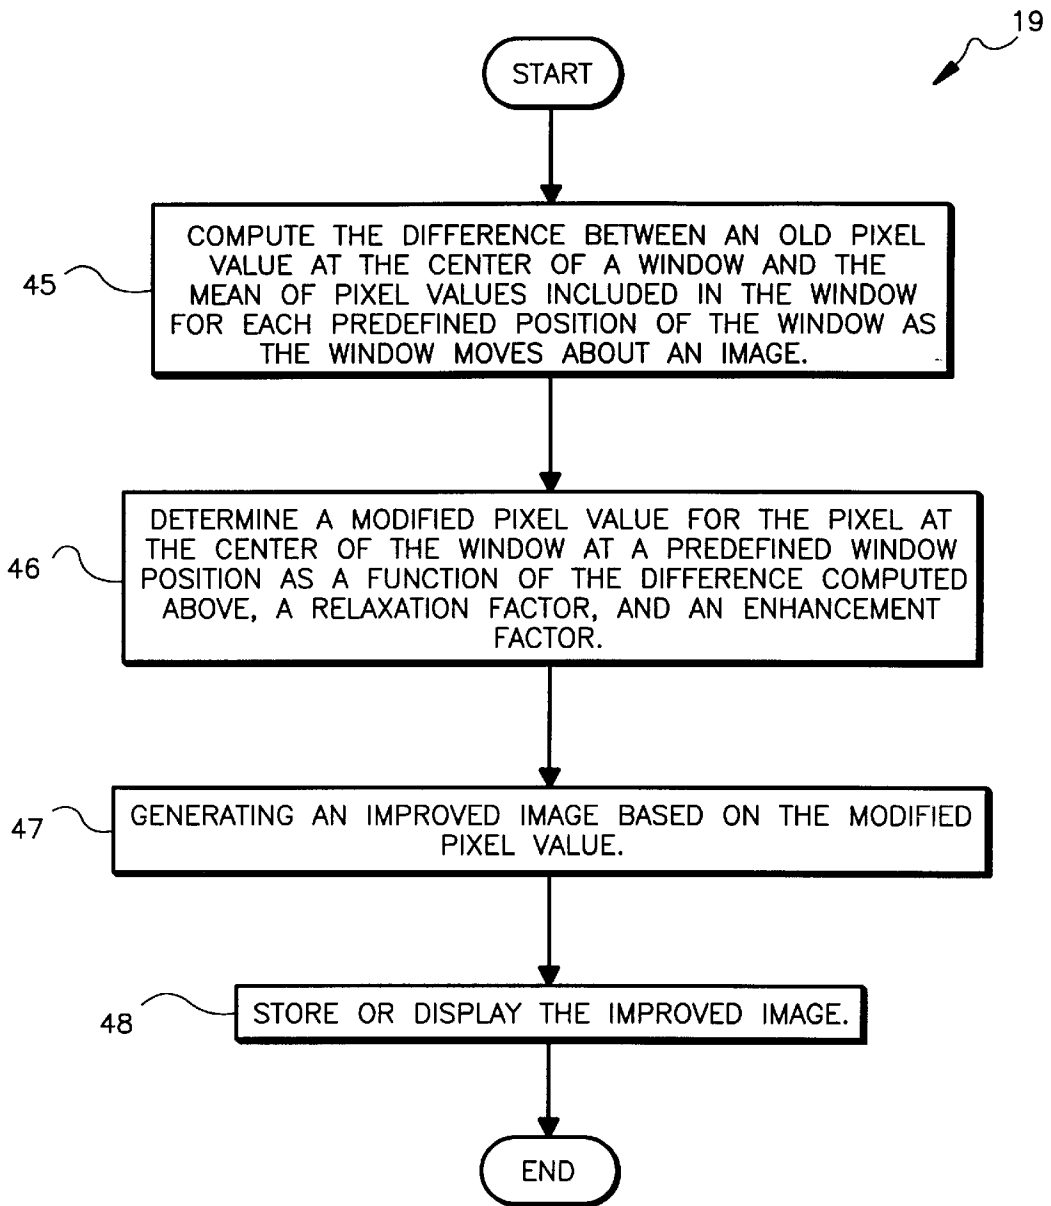 19
START
COMPUTE THE DIFFERENCE BETWEEN AN OLD PIXEL
VALUE AT THE CENTER OF A WINDOW AND THE
MEAN OF PIXEL VALUES INCLUDED IN THE WINDOW
FOR EACH PREDEFINED POSITION OF THE WINDOW AS
THE WINDOW MOVES ABOUT AN IMAGE.
45
DETERMINE A MODIFIED PIXEL VALUE FOR THE PIXEL AT
THE CENTER OF THE WINDOW AT A PREDEFINED WINDOW
POSITION AS A FUNCTION OF THE DIFFERENCE COMPUTED
ABOVE, A RELAXATION FACTOR, AND AN ENHANCEMENT
FACTOR.
46
GENERATING AN IMPROVED IMAGE BASED ON THE MODIFIED
PIXEL VALUE.
47
STORE OR DISPLAY THE IMPROVED IMAGE.
48
END